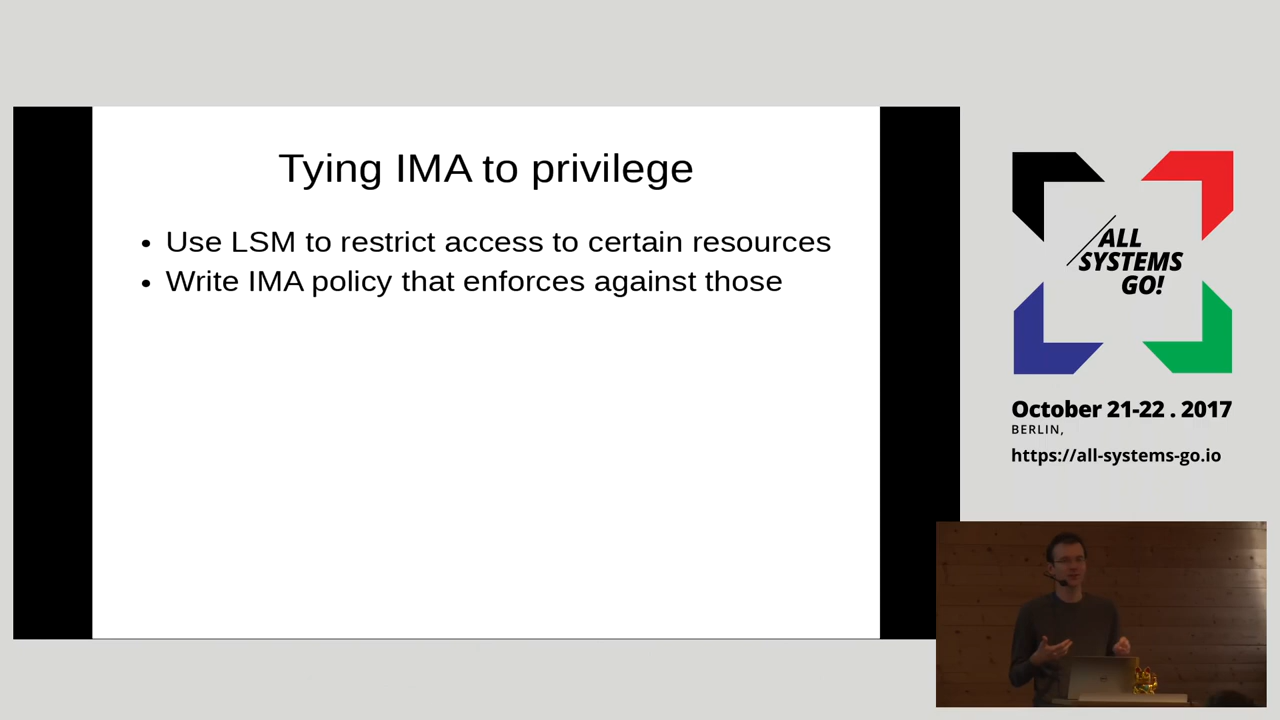 Tying IMA to privilege
• Use LSM to restrict access to certain resources
• Write IMA policy that enforces against those
ALL
SYSTEMS
GO!
October 21-22 . 2017
BERLIN,
https://all-systems-go.io